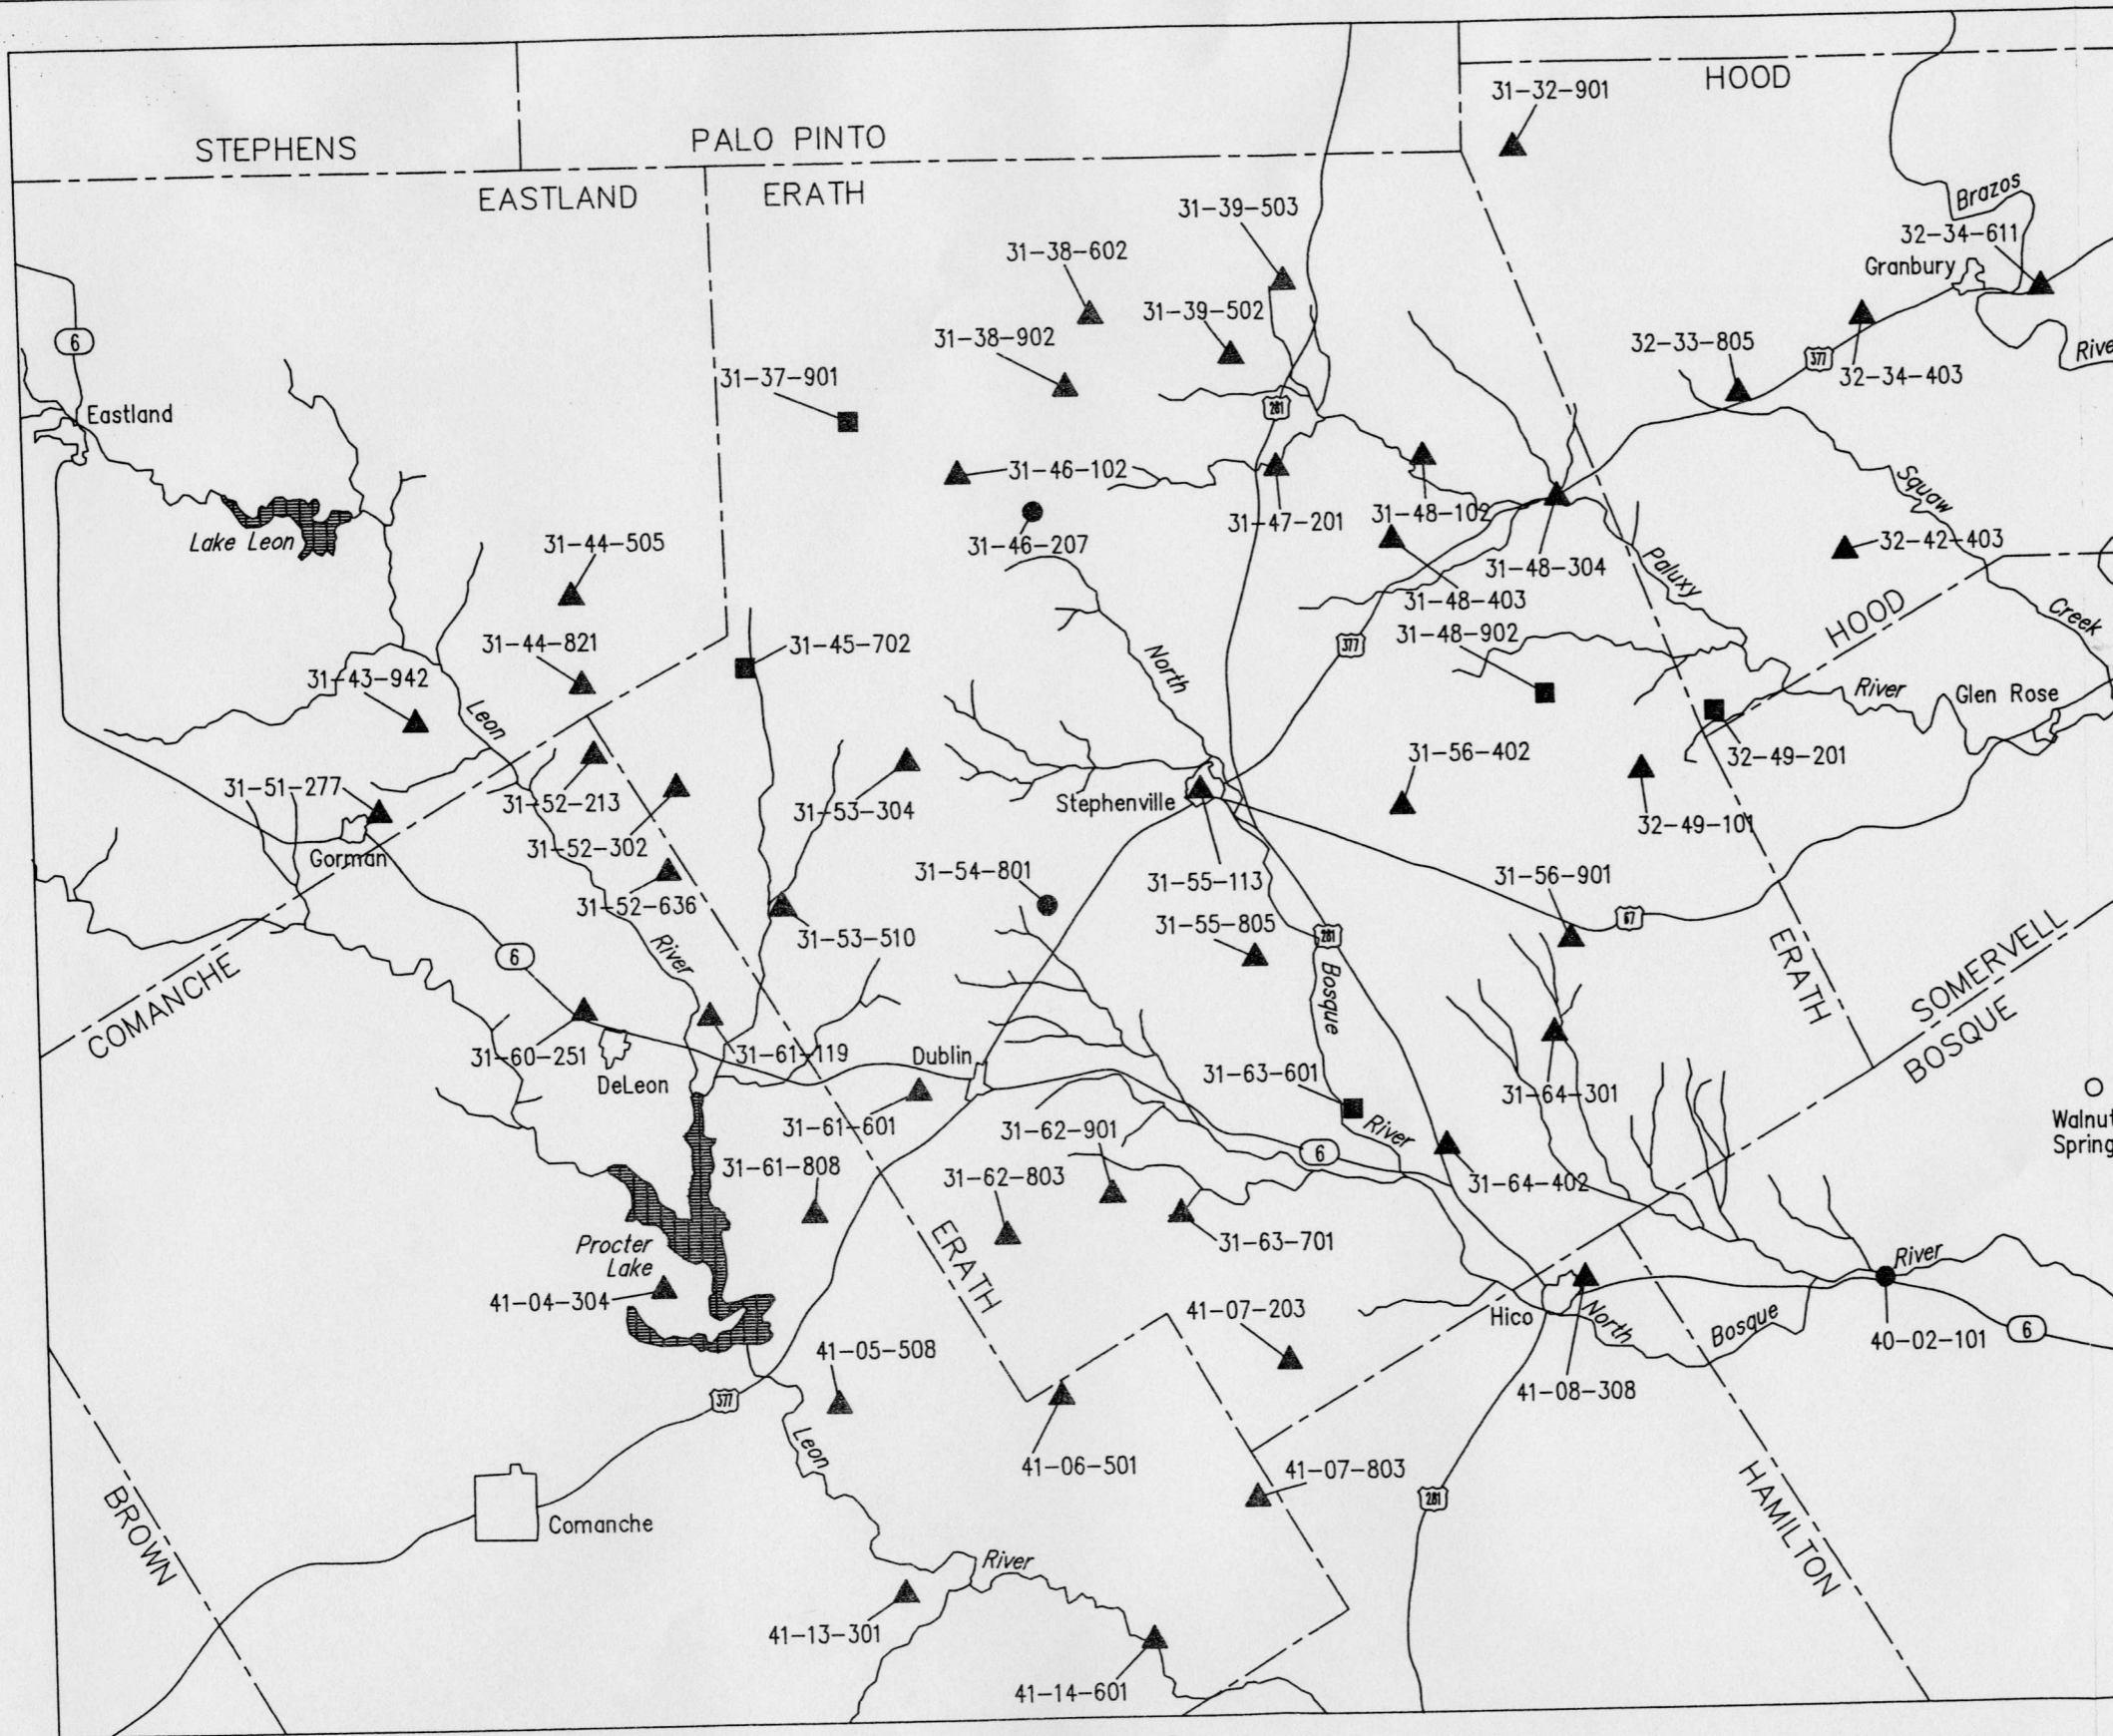 HOOD
31-32-901
STEPHENS
PALO PINTO
EASTLAND
ERATH
Brazos
31-39-503
32-34-611
31-38-602
Granbury
31-39-502
6
31-38-902
32-33-805
377
32-34-403
31-37-901
281
Eastland
31-46-102
Squaw
31-47-201
31-48-102
Lake Leon
31-44-505
31-46-207
32-42-403
31-48-304
Paluxy
31-48-403
HOOD
Creek
31-44-821
31-45-702
31-48-902
377
North
31-43-942
River
Glen Rose
Leon
31-56-402
32-49-201
31-51-277
31-52-213
31-53-304
Stephenville
32-49-101
31-52-302
Gorman
31-54-801
31-55-113
31-56-901
31-52-636
67
31-55-805
31-53-510
281
River
6
ERATH
SOMERVELL
COMANCHE
Bosque
BOSQUE
31-60-251
31-61-119
Dublin
DeLeon
31-63-601
31-64-301
Walnut
Spring
31-61-601
31-62-901
River
6
31-61-808
31-62-803
31-64-402
31-63-701
Procter
Lake
ERATH
River
41-04-304
41-07-203
Hico
North
Bosque
40-02-101
6
41-05-508
41-08-308
377
Leon
41-06-501
41-07-803
281
BROWN
Comanche
HAMILTON
River
41-13-301
41-14-601